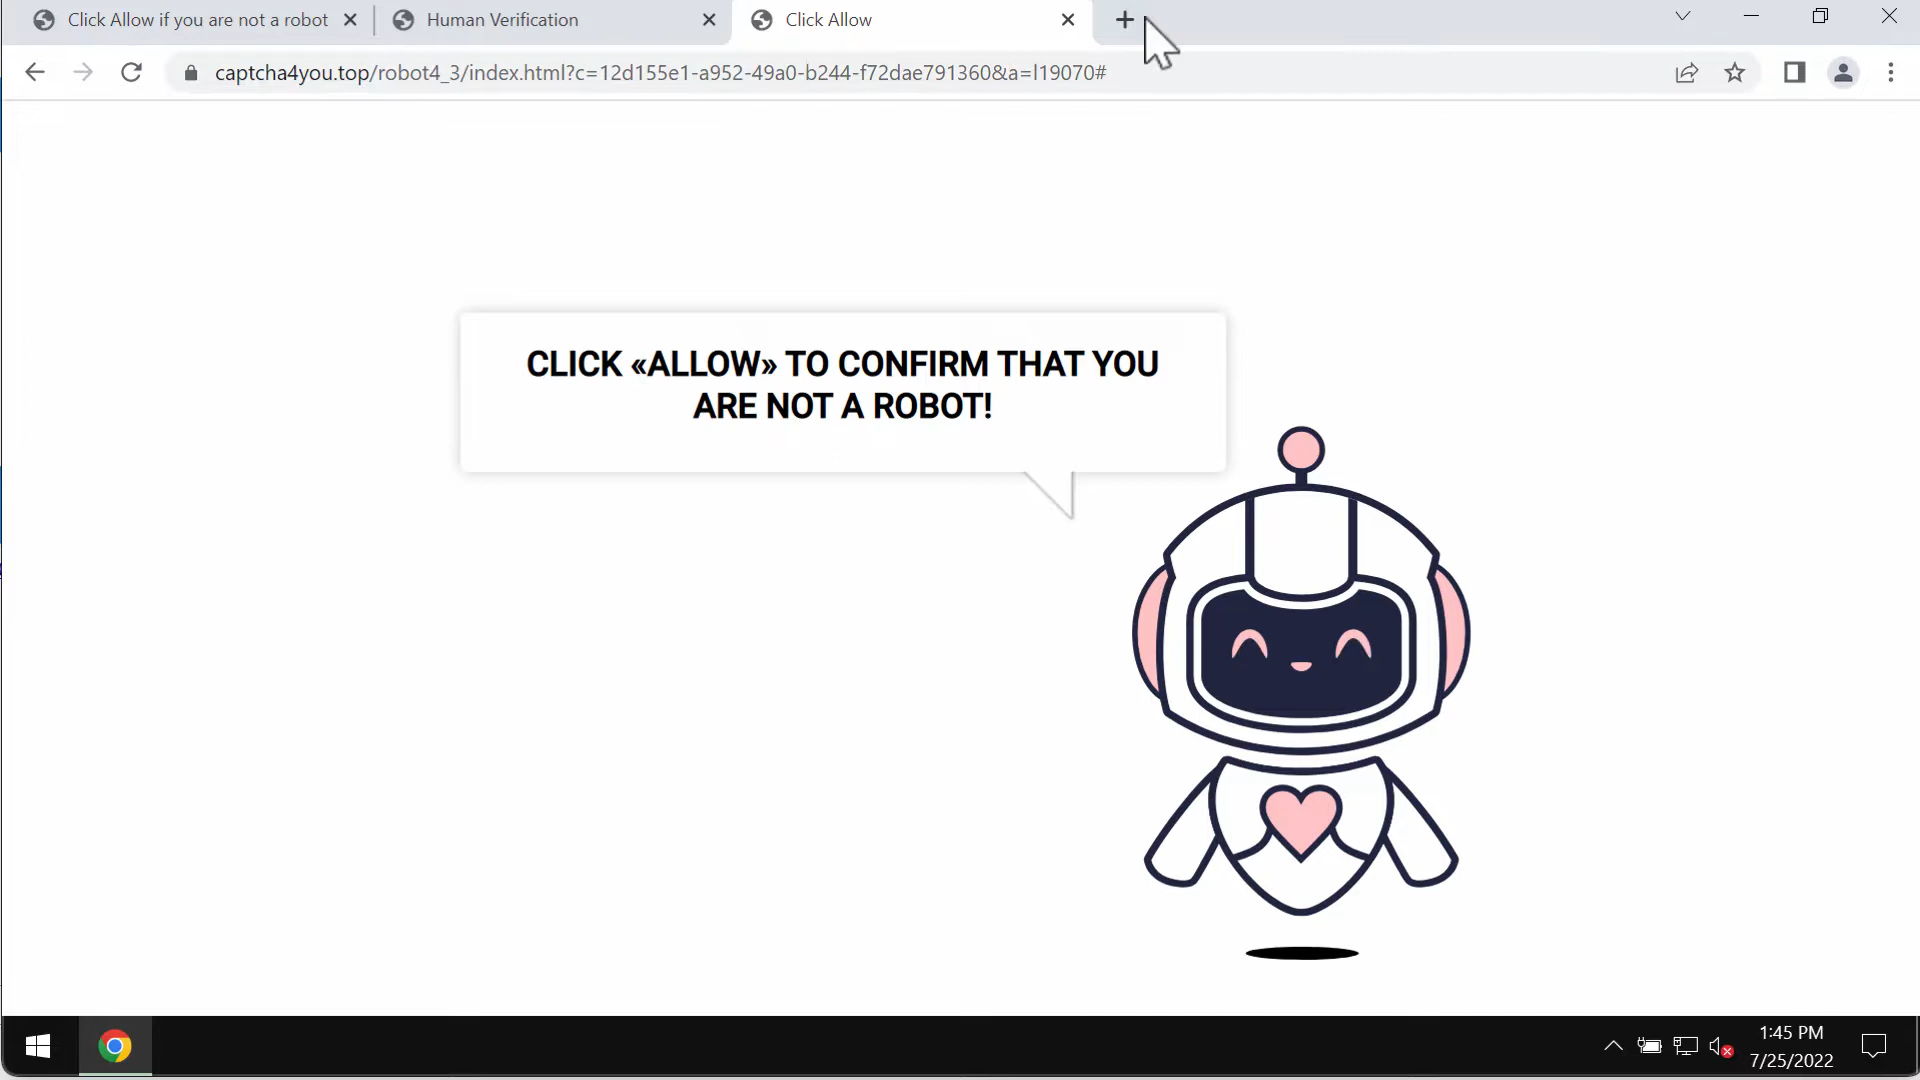 Click Allow if you are not a robot
Human Verification
Click Allow
captcha4you.top/robot4_3/index.html?c=12d155e1-a952-49a0-b244-f72dae791360&a=l19070#
CLICK «ALLOW» TO CONFIRM THAT YOU
ARE NOT A ROBOT!
1:45 PM
7/25/2022